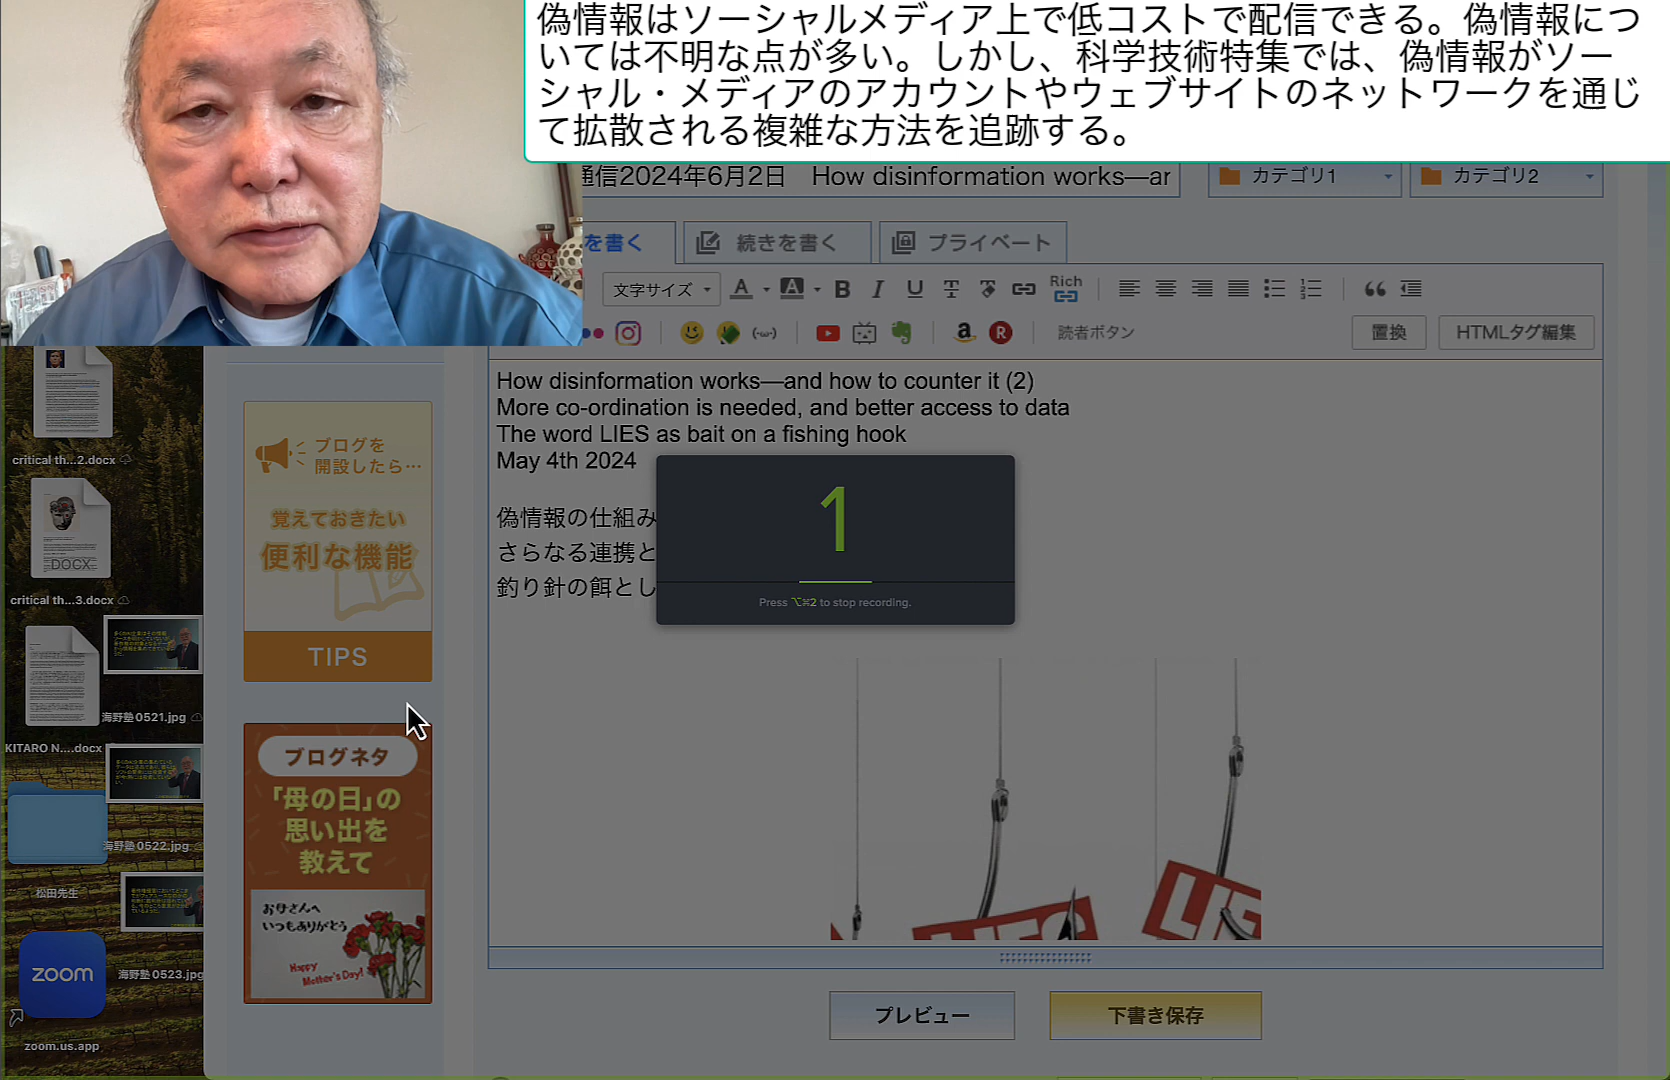 偽情報はソーシャルメディア上で低コストで配信できる。偽情報につ
いては不明な点が多い。しかし、科学技術特集では、偽情報がソー
シャル・メディアのアカウントやウェブサイトのネットワークを通じ
て拡散される複雑な方法を追跡する。
通信2024年6月2日　How disinformation works—ar
カテゴリ1
カテゴリ2
を書く
続きを書く
プライベート
文字サイズ
Rich
読者ボタン
置換
HTMLタグ編集
How disinformation works—and how to counter it (2)
More co-ordination is needed, and better access to data
The word LIES as bait on a fishing hook
May 4th 2024
偽情報の仕組み
さらなる連携と
釣り針の餌とし
1
Press ⌥⌘2 to stop recording.
critical th...2.docx
DOCX
critical th...3.docx
海野塾0521.jpg
KITARO N....docx
海野塾0522.jpg
松田先生
海野塾0523.jpg
zoom
zoom.us.app
ブログを
開設したら…
覚えておきたい
便利な機能
TIPS
ブログネタ
「母の日」の
思い出を
教えて
お母さんへ
いつもありがとう
Happy
Mother's Day!
LIES
LIE
プレビュー
下書き保存